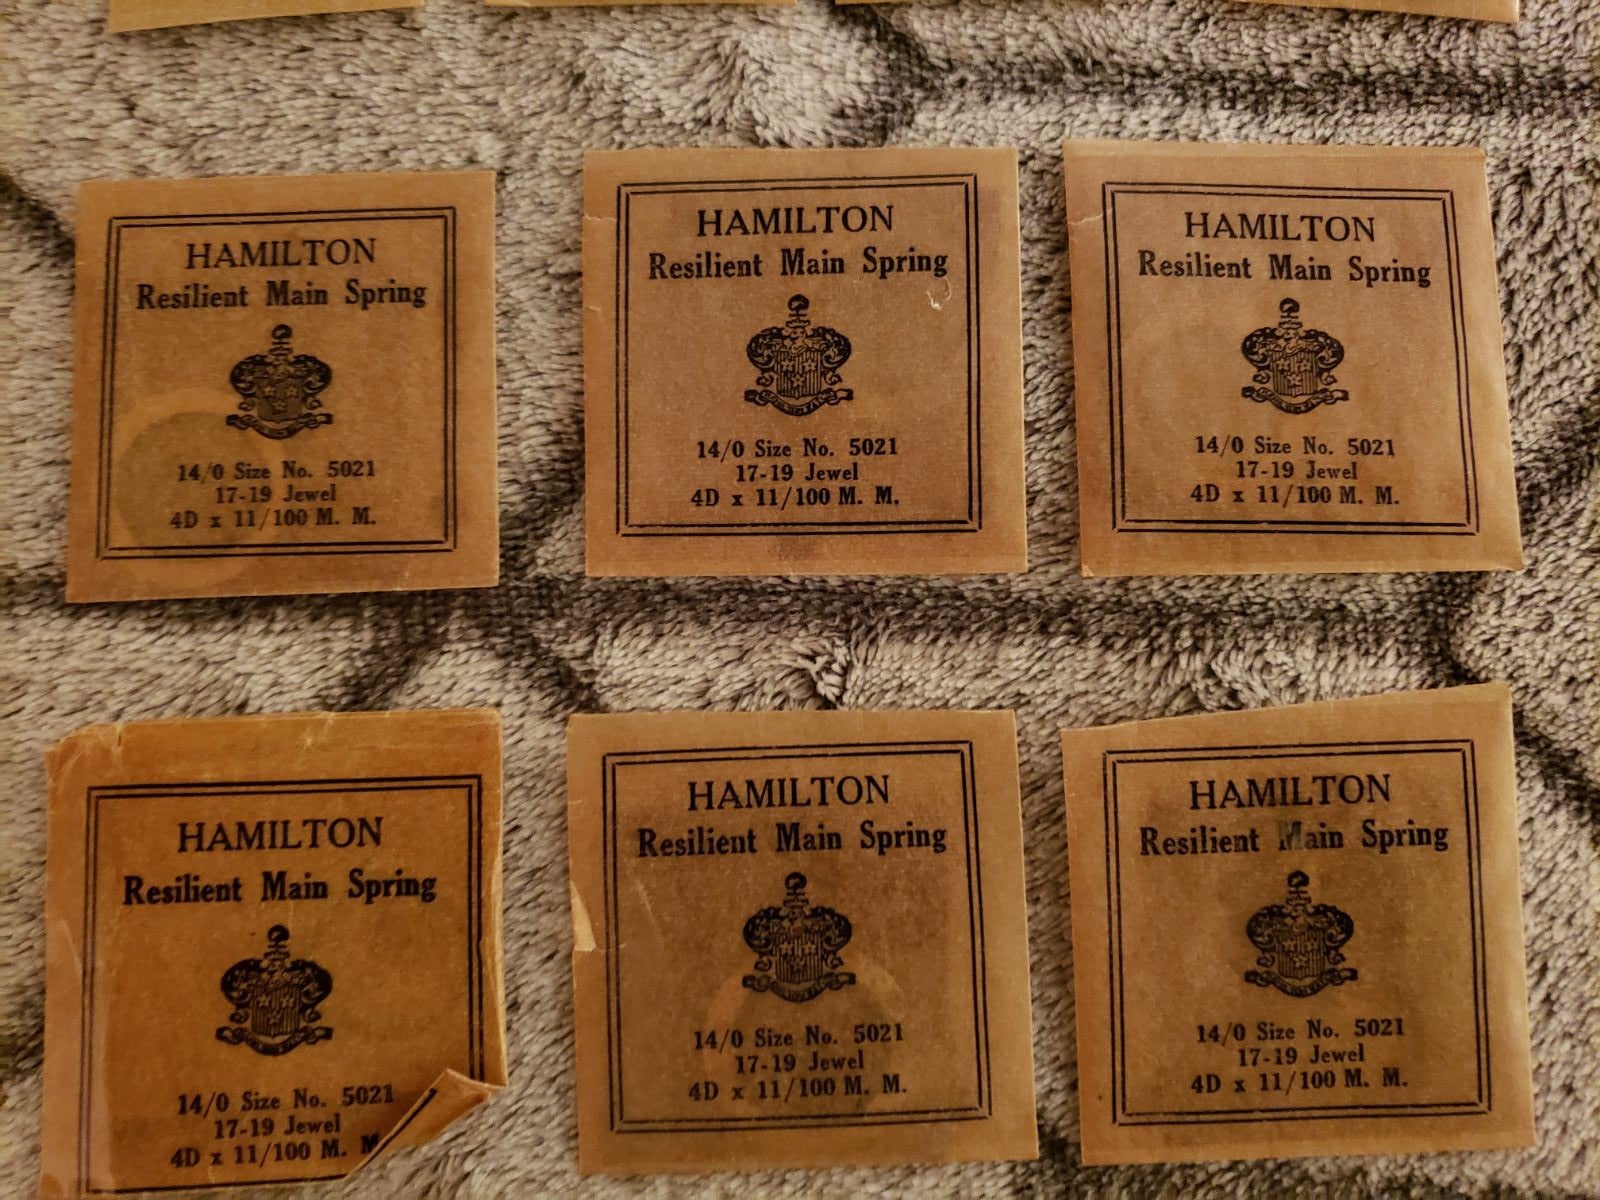 HAMILTON
Resilient Main Spring
14/0 Size No. 5021
17-19 Jewel
4D x 11/100 M. M.
HAMILTON
Resilient Main Spring
14/0 Size No. 5021
17-19 Jewel
4D x 11/100 M. M.
HAMILTON
Resilient Main Spring
14/0 Size No. 5021
17-19 Jewel
4D x 11/100 M. M.
HAMILTON
Resilient Main Spring
14/0 Size No. 5021
17-19 Jewel
4D x 11/100 M. M
HAMILTON
Resilient Main Spring
14/0 Size No. 5021
17-19 Jewel
4D x 11/100 M. M.
HAMILTON
Resilient Main Spring
14/0 Size No. 5021
17-19 Jewel
4D x 11/100 M. M.